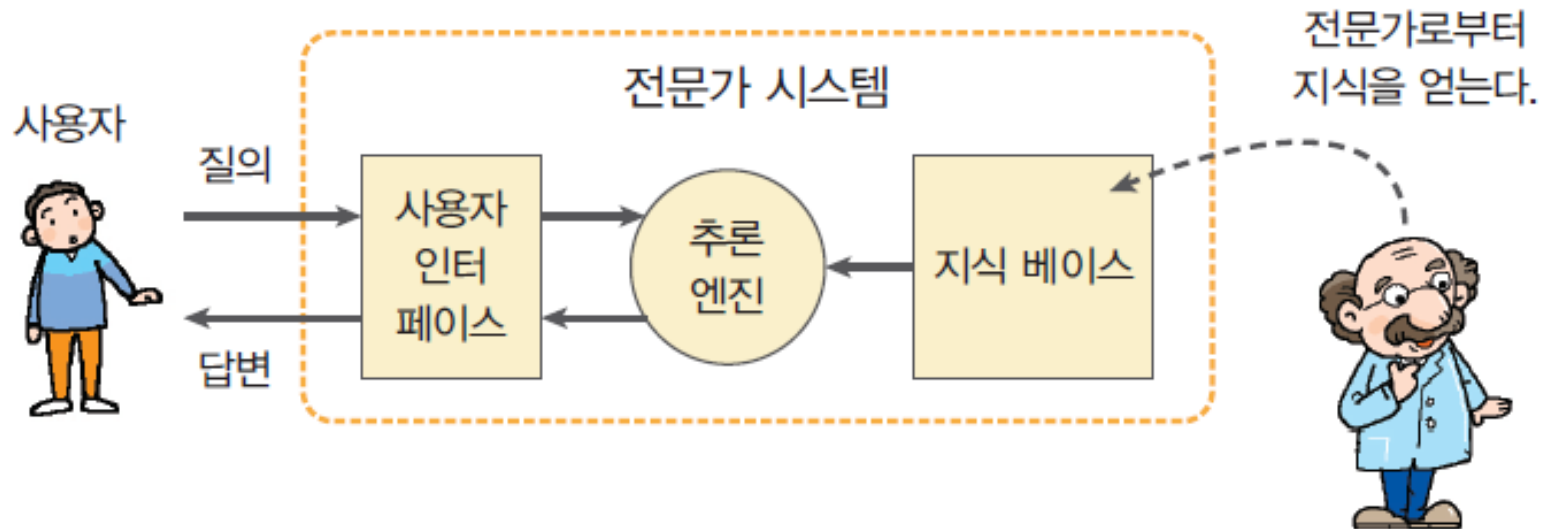 전문가로부터
지식을 얻는다.
전문가 시스템
사용자
질의
사용자
인터
페이스
추론
엔진
지식 베이스
답변